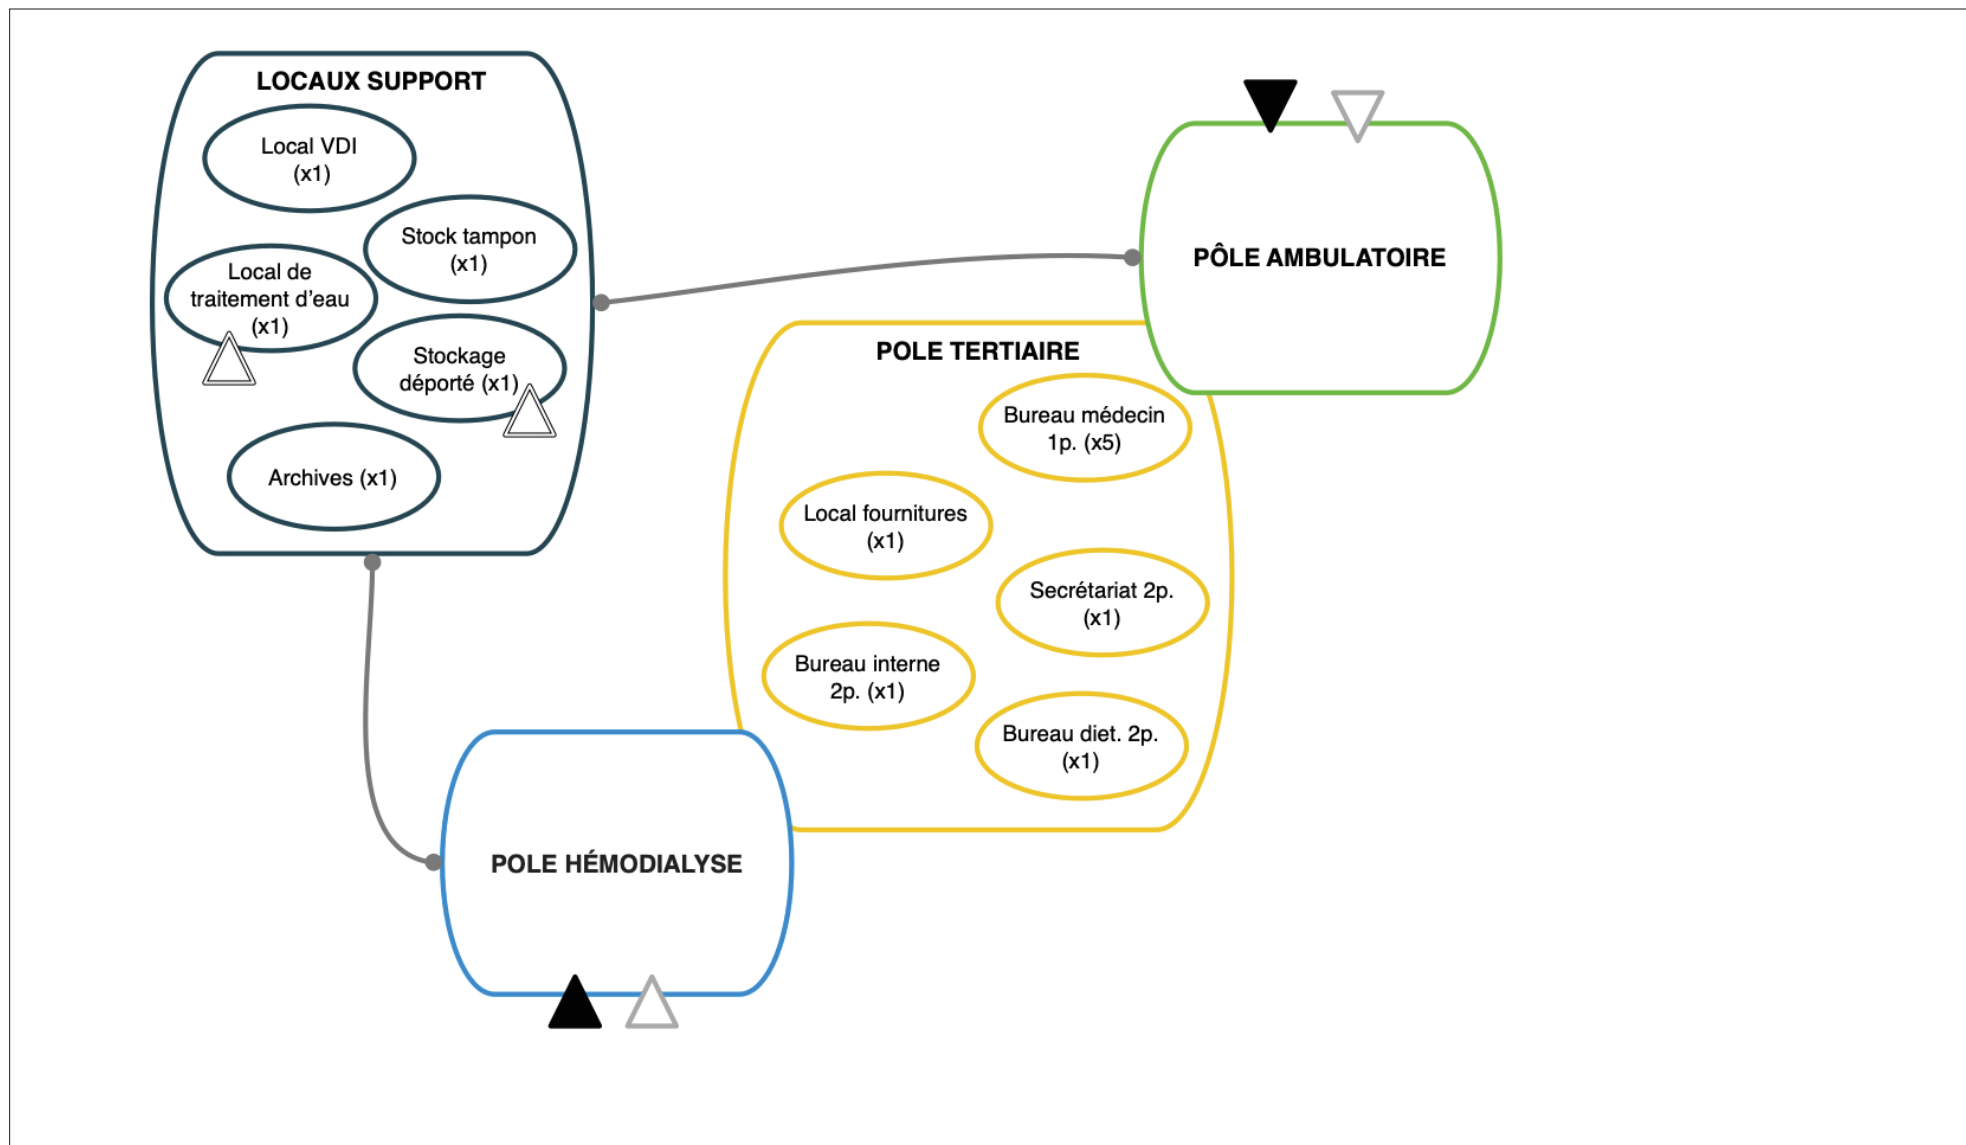 LOCAUX SUPPORT
Local VDI
(x1)
Stock tampon
(x1)
Local de
traitement d’eau
(x1)
Stockage
déporté (x1)
Archives (x1)
PÔLE AMBULATOIRE
POLE TERTIAIRE
Bureau médecin
1p. (x5)
Local fournitures
(x1)
Secrétariat 2p.
(x1)
Bureau interne
2p. (x1)
Bureau diet. 2p.
(x1)
POLE HÉMODIALYSE